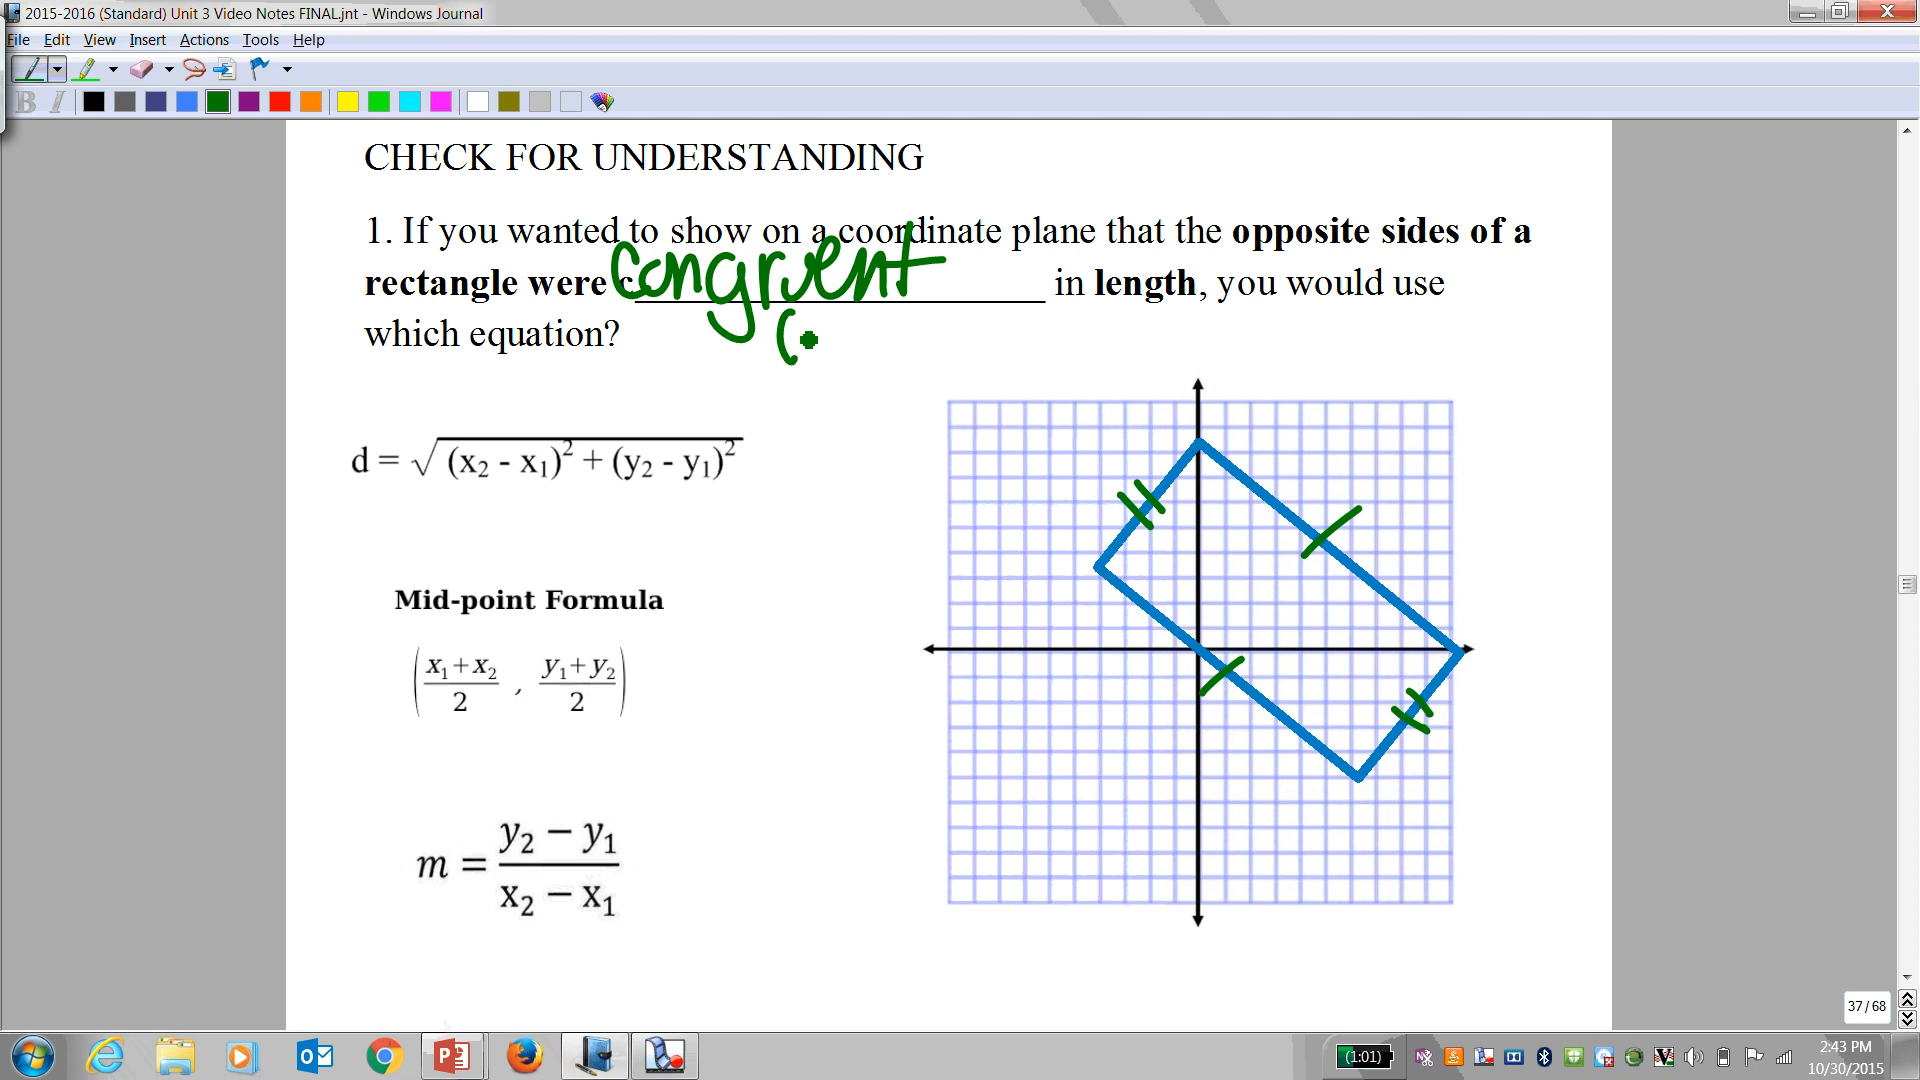 2015-2016 (Standard) Unit 3 Video Notes FINAL.jnt - Windows Journal
File Edit View Insert Actions Tools Help
B I
CHECK FOR UNDERSTANDING
1. If you wanted to show on a coordinate plane that the opposite sides of a
rectangle were congruent ____________________ in length, you would use
which equation? (
d = √(x₂ - x₁)² + (y₂ - y₁)²
Mid-point Formula
(x₁+x₂/2 , y₁+y₂/2)
m = y₂ − y₁/x₂ − x₁
37 / 68
(1:01)
2:43 PM
10/30/2015